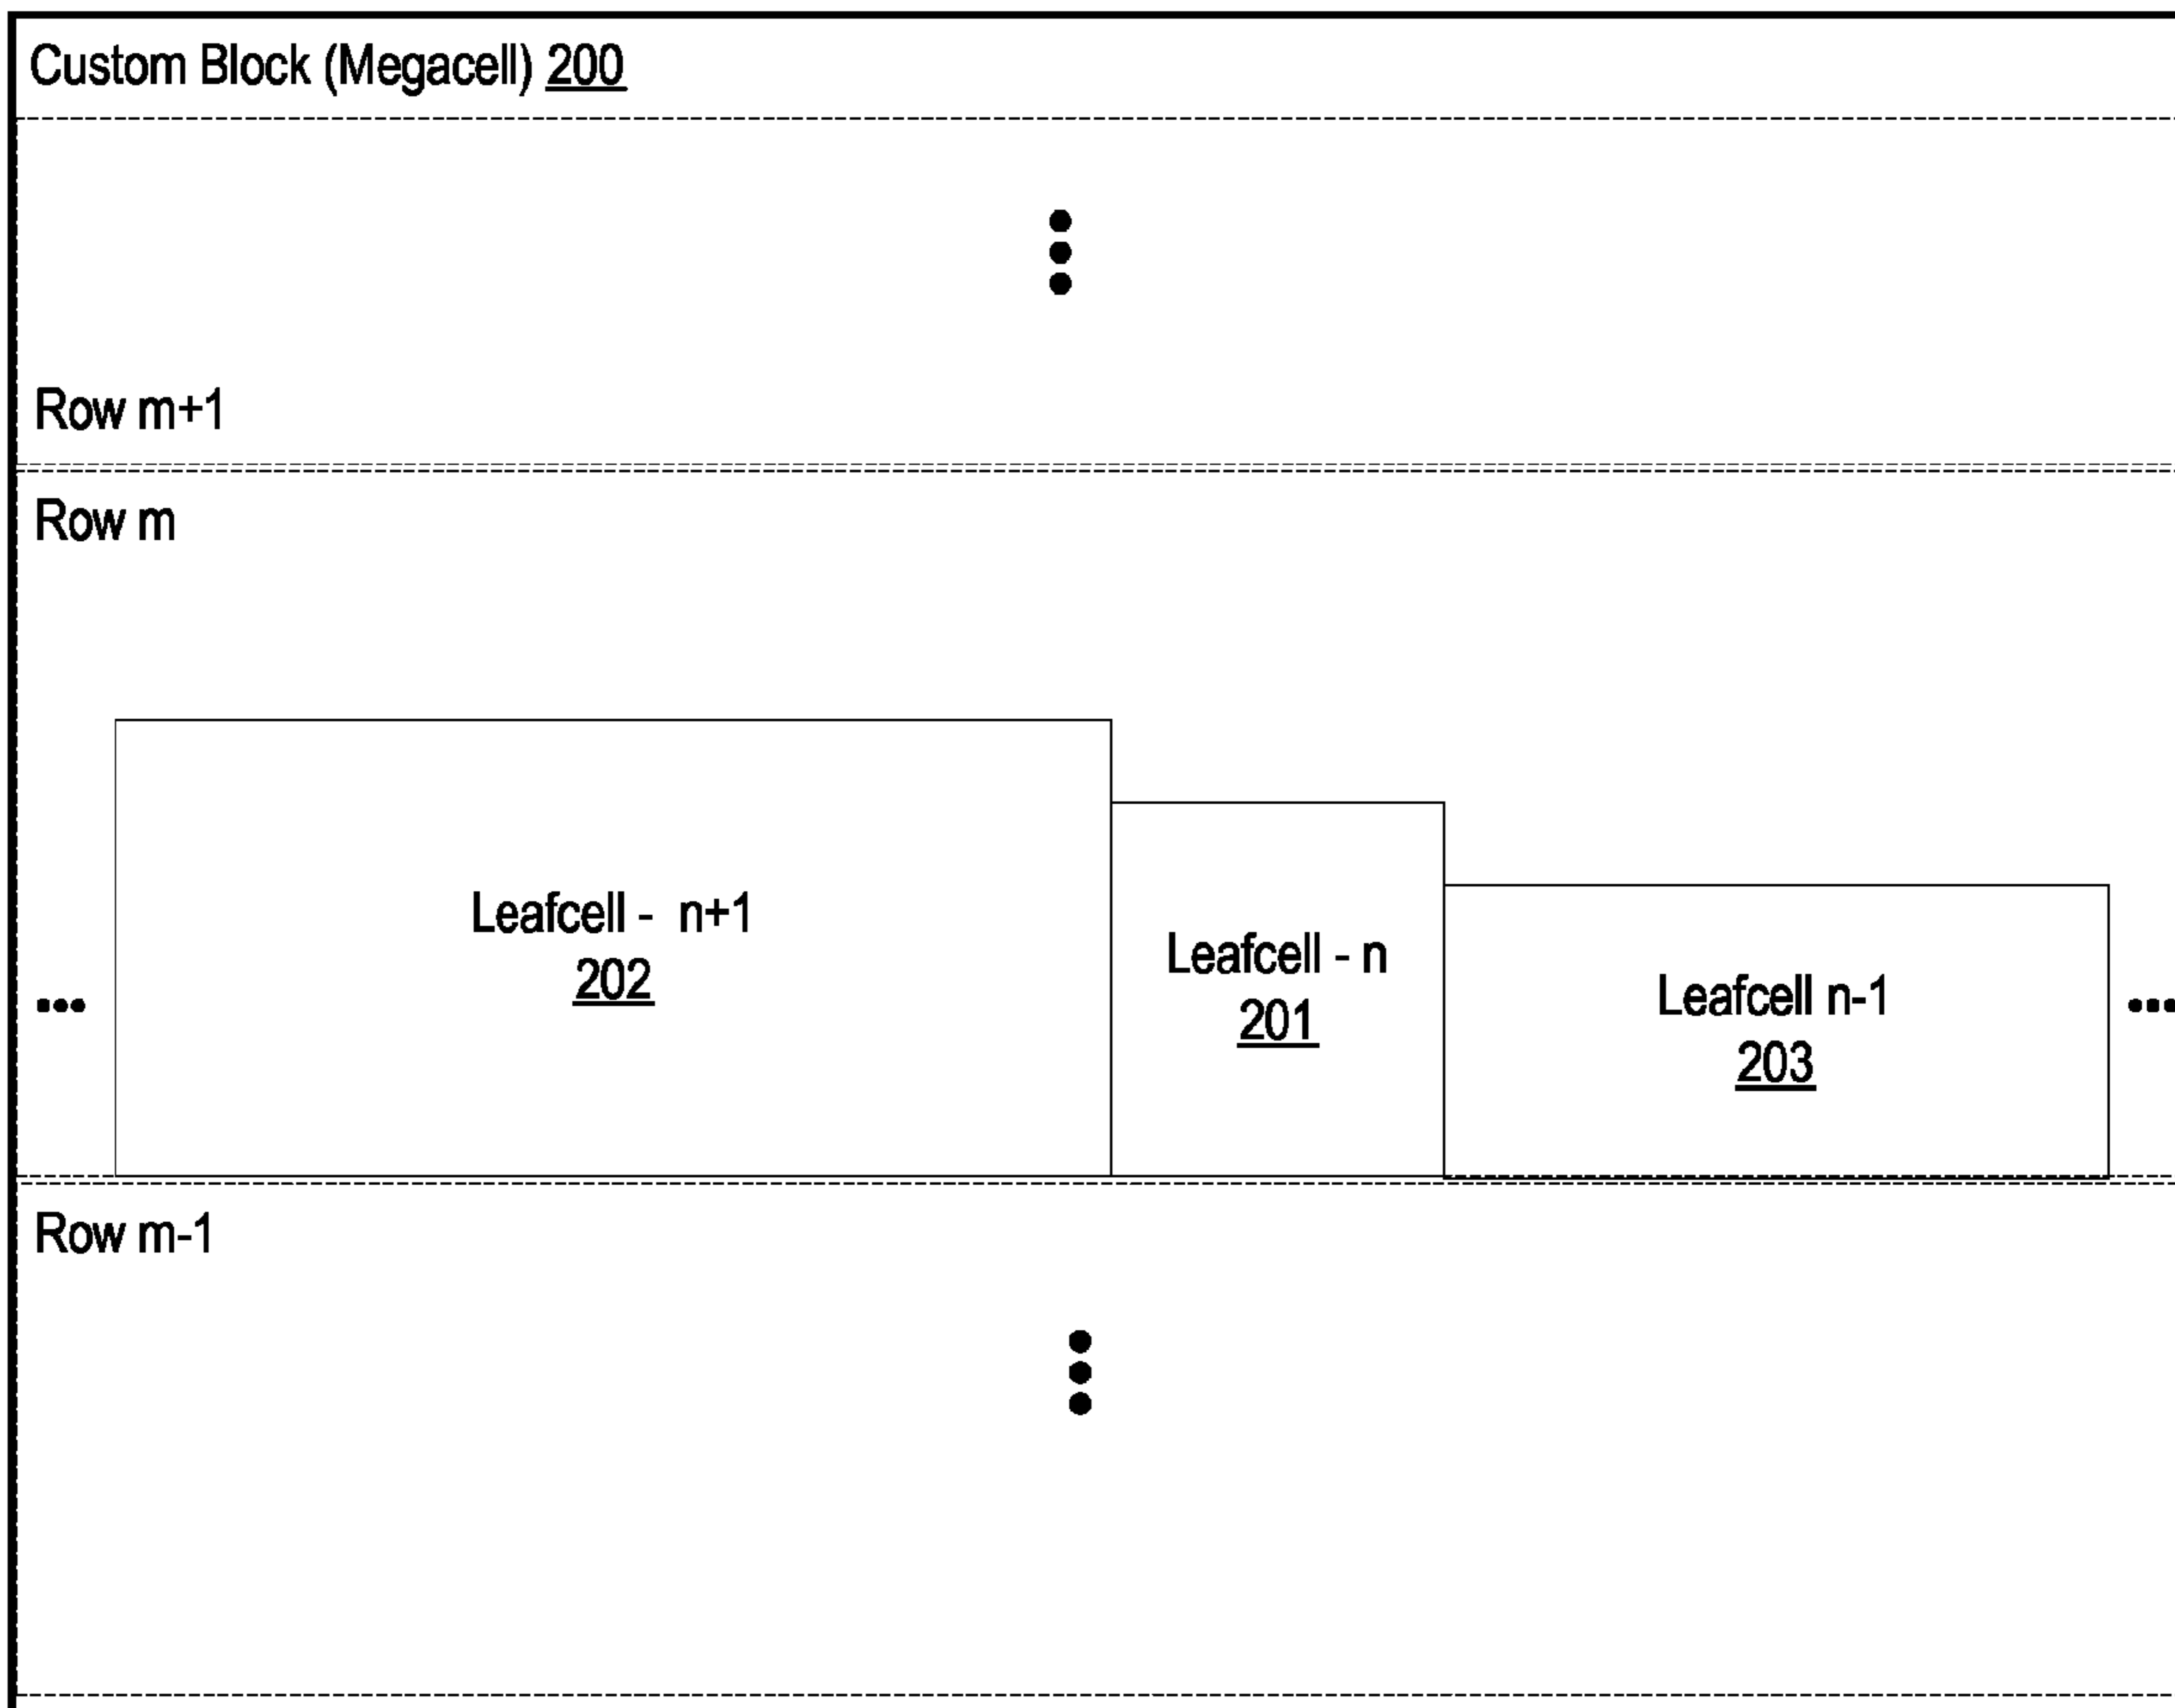 Custom Block (Megacell) 200
Row m+1
Row m
Leafcell - n+1
202
Leafcell - n
201
Leafcell n-1
203
Row m-1